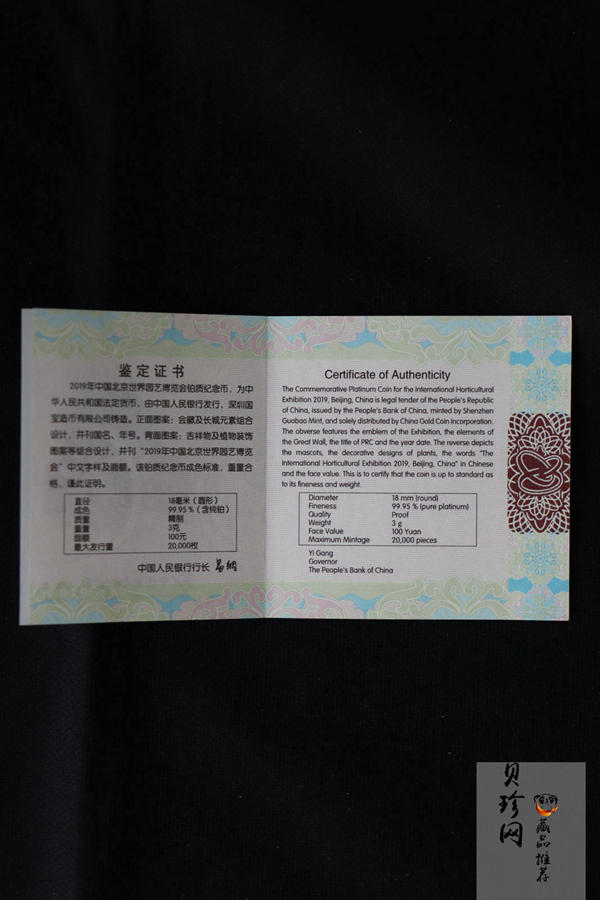 鉴定证书
2019年中国北京世界园艺博览会铂质纪念币，为中
华人民共和国法定货币，由中国人民银行发行，深圳国
宝造币有限公司铸造。正面图案：会徽及长城元素组合
设计，并刊国名、年号。背面图案：吉祥物及植物装饰
图案等组合设计，并刊“2019年中国北京世界园艺博览
会”中文字样及面额。该铂质纪念币成色标准，重量合
格，谨此证明。
直径 18毫米（圆形）
成色 99.95％（含纯铂）
质量 精制
重量 3克
面额 100元
最大发行量 20,000枚
中国人民银行行长 易纲
Certificate of Authenticity
The Commemorative Platinum Coin for the International Horticultural
Exhibition 2019, Beijing, China is legal tender of the People's Republic
of China, issued by the People's Bank of China, minted by Shenzhen
Guobao Mint, and solely distributed by China Gold Coin Incorporation.
The obverse features the emblem of the Exhibition, the elements of
the Great Wall, the title of PRC and the year date. The reverse depicts
the mascots, the decorative designs of plants, the words "The
International Horticultural Exhibition 2019, Beijing, China" in Chinese
and the face value. This is to certify that the coin is up to standard as
to its fineness and weight.
Diameter 18 mm (round)
Fineness 99.95 % (pure platinum)
Quality Proof
Weight 3 g
Face Value 100 Yuan
Maximum Mintage 20,000 pieces
Yi Gang
Governor
The People's Bank of China
贝珍网
藏品推荐